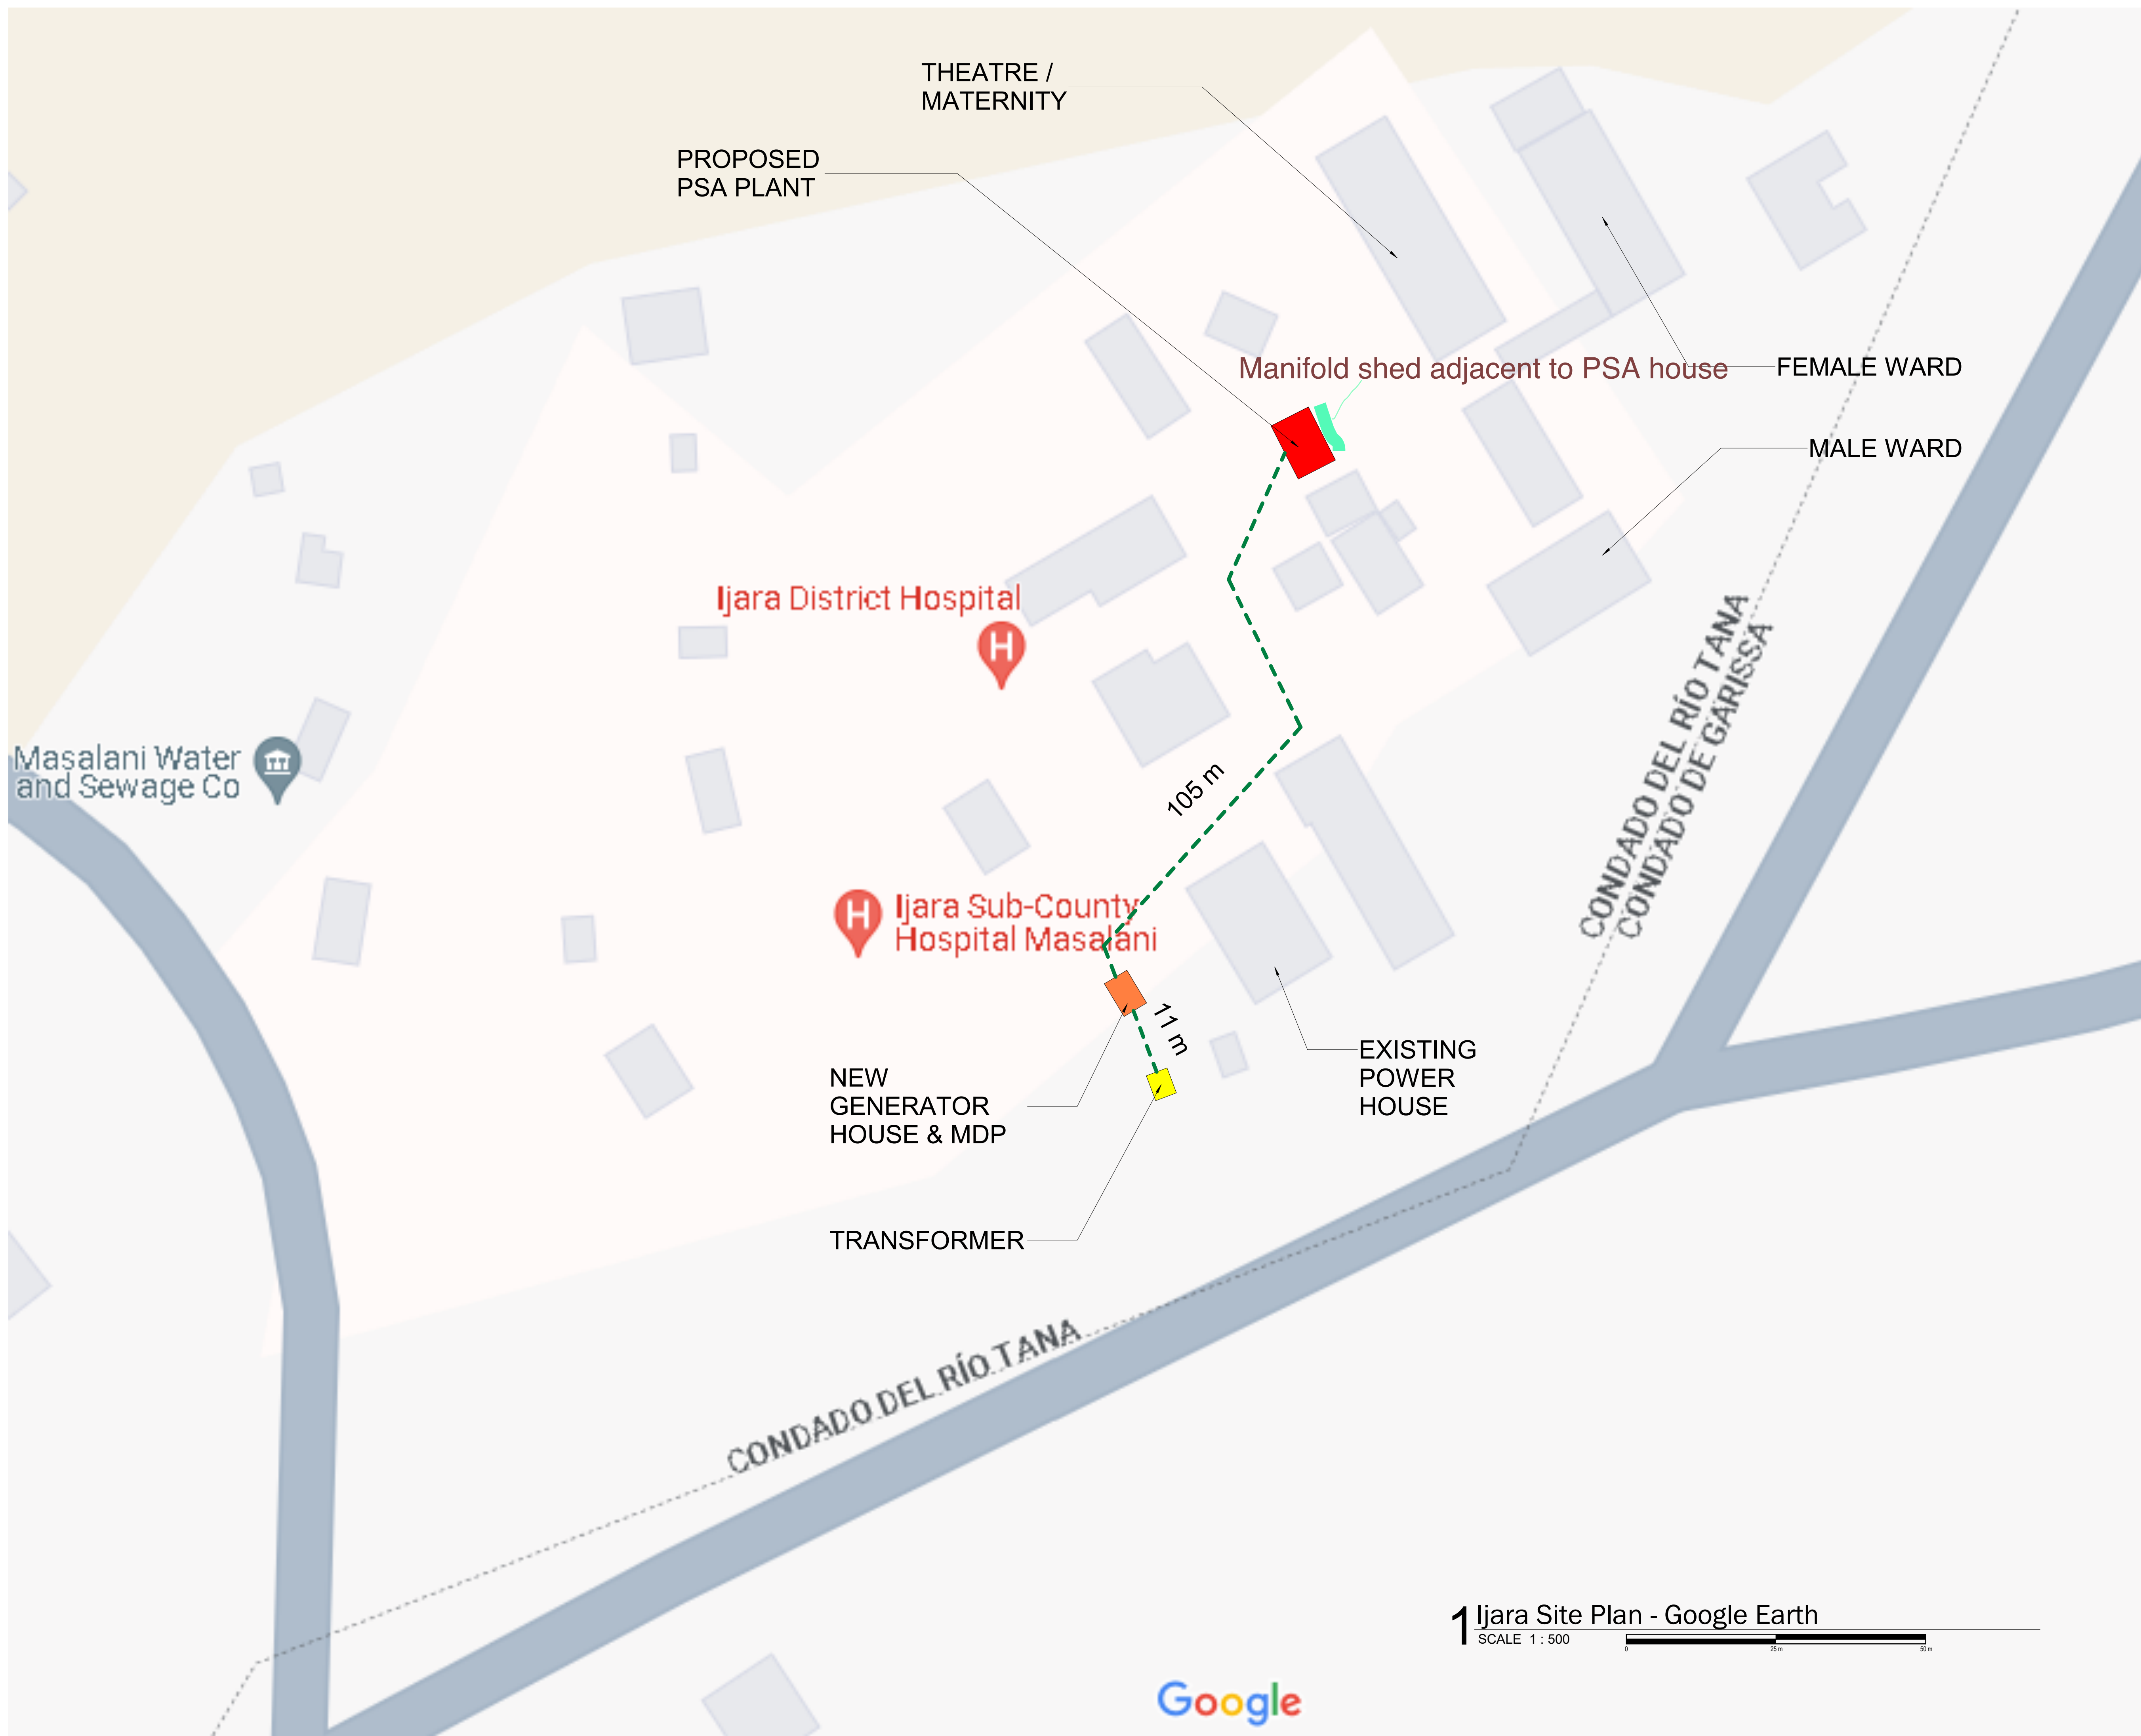 THEATRE /
MATERNITY
PROPOSED
PSA PLANT
Manifold shed adjacent to PSA house
FEMALE WARD
MALE WARD
Ijara District Hospital
H
CONDADO DEL RÍO TANA
CONDADO DE GARISSA
Masalani Water
and Sewage Co
105 m
H
Ijara Sub-County
Hospital Masalani
11 m
NEW
GENERATOR
HOUSE & MDP
EXISTING
POWER
HOUSE
TRANSFORMER
CONDADO DEL RÍO TANA
1
Ijara Site Plan - Google Earth
SCALE 1 : 500
0 25 m 50 m
Google